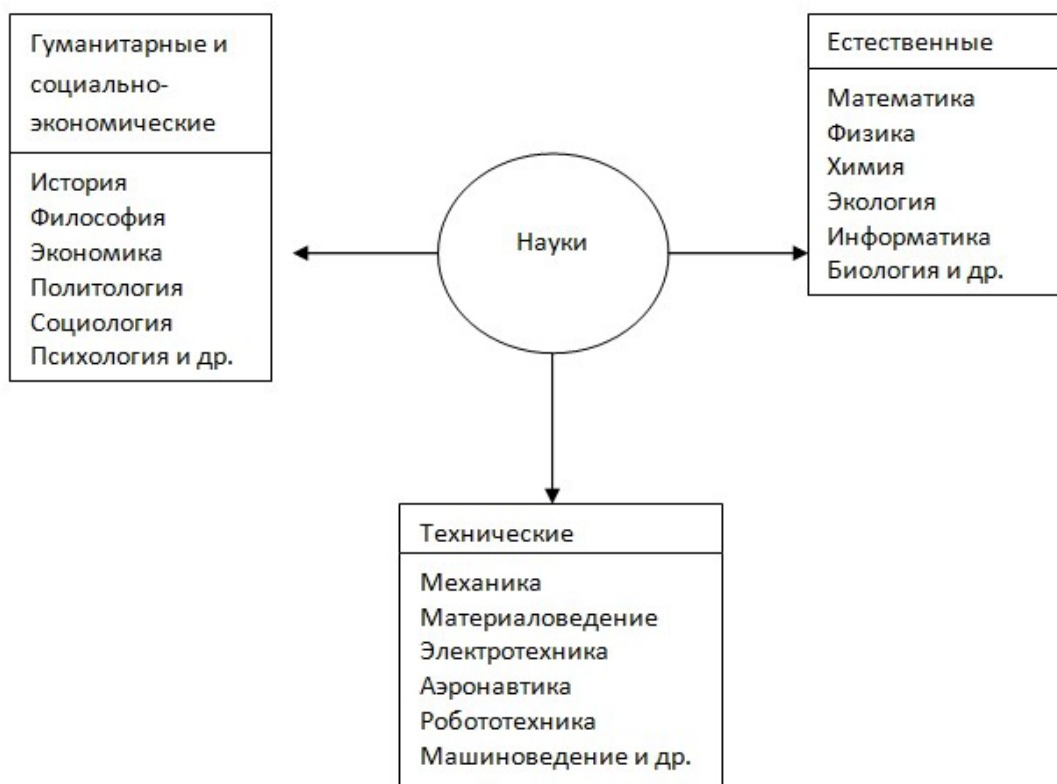 Гуманитарные и
социально-
экономические
История
Философия
Экономика
Политология
Социология
Психология и др.
Науки
Естественные
Математика
Физика
Химия
Экология
Информатика
Биология и др.
Технические
Механика
Материаловедение
Электротехника
Аэронавтика
Робототехника
Машиноведение и др.